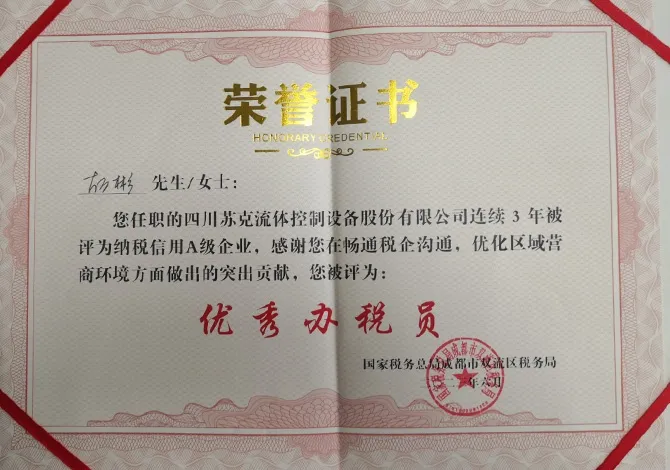 荣誉证书
HONORARY CREDENTIAL
彬 先生/女士：
您任职的四川苏克流体控制设备股份有限公司连续 3 年被
评为纳税信用A级企业，感谢您在畅通税企沟通，优化区域营
商环境方面做出的突出贡献，您被评为：
优秀办税员
国家税务总局成都市双流区税务局
年六月